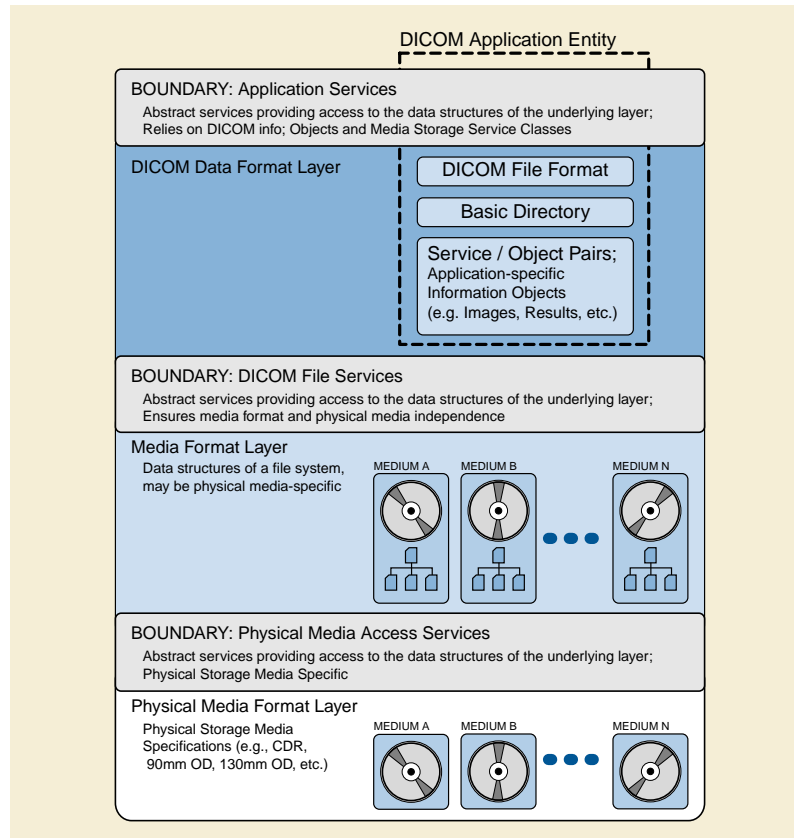 DICOM Application Entity
BOUNDARY: Application Services
Abstract services providing access to the data structures of the underlying layer;
Relies on DICOM info; Objects and Media Storage Service Classes
DICOM Data Format Layer
DICOM File Format
Basic Directory
Service / Object Pairs;
Application-specific
Information Objects
(e.g. Images, Results, etc.)
BOUNDARY: DICOM File Services
Abstract services providing access to the data structures of the underlying layer;
Ensures media format and physical media independence
Media Format Layer
Data structures of a file system,
may be physical media-specific
MEDIUM A
MEDIUM B
MEDIUM N
BOUNDARY: Physical Media Access Services
Abstract services providing access to the data structures of the underlying layer;
Physical Storage Media Specific
Physical Media Format Layer
Physical Storage Media
Specifications (e.g., CDR,
90mm OD, 130mm OD, etc.)
MEDIUM A
MEDIUM B
MEDIUM N